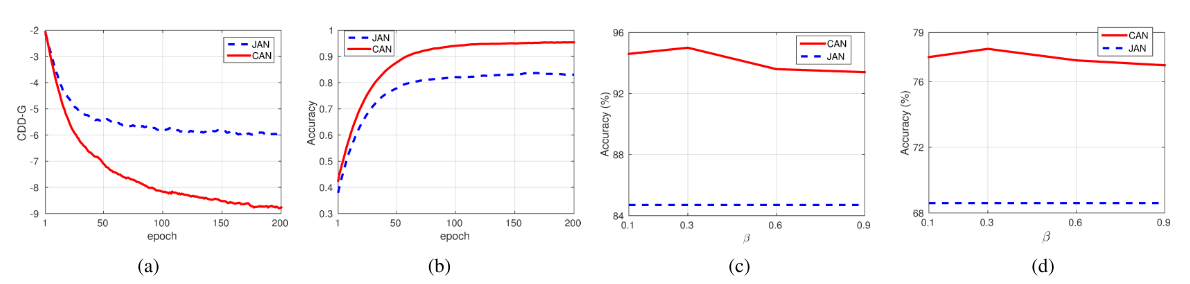 -2
-3
-4
-5
-6
-7
-8
-9
CDD-G
JAN
CAN
1
50
100
150
200
epoch
(a)
1
0.9
0.8
0.7
0.6
0.5
0.4
0.3
Accuracy
JAN
CAN
1
50
100
150
200
epoch
(b)
96
92
88
84
Accuracy (%)
CAN
JAN
0.1
0.3
0.6
0.9
β
(c)
79
76
72
68
Accuracy (%)
CAN
JAN
0.1
0.3
0.6
0.9
β
(d)